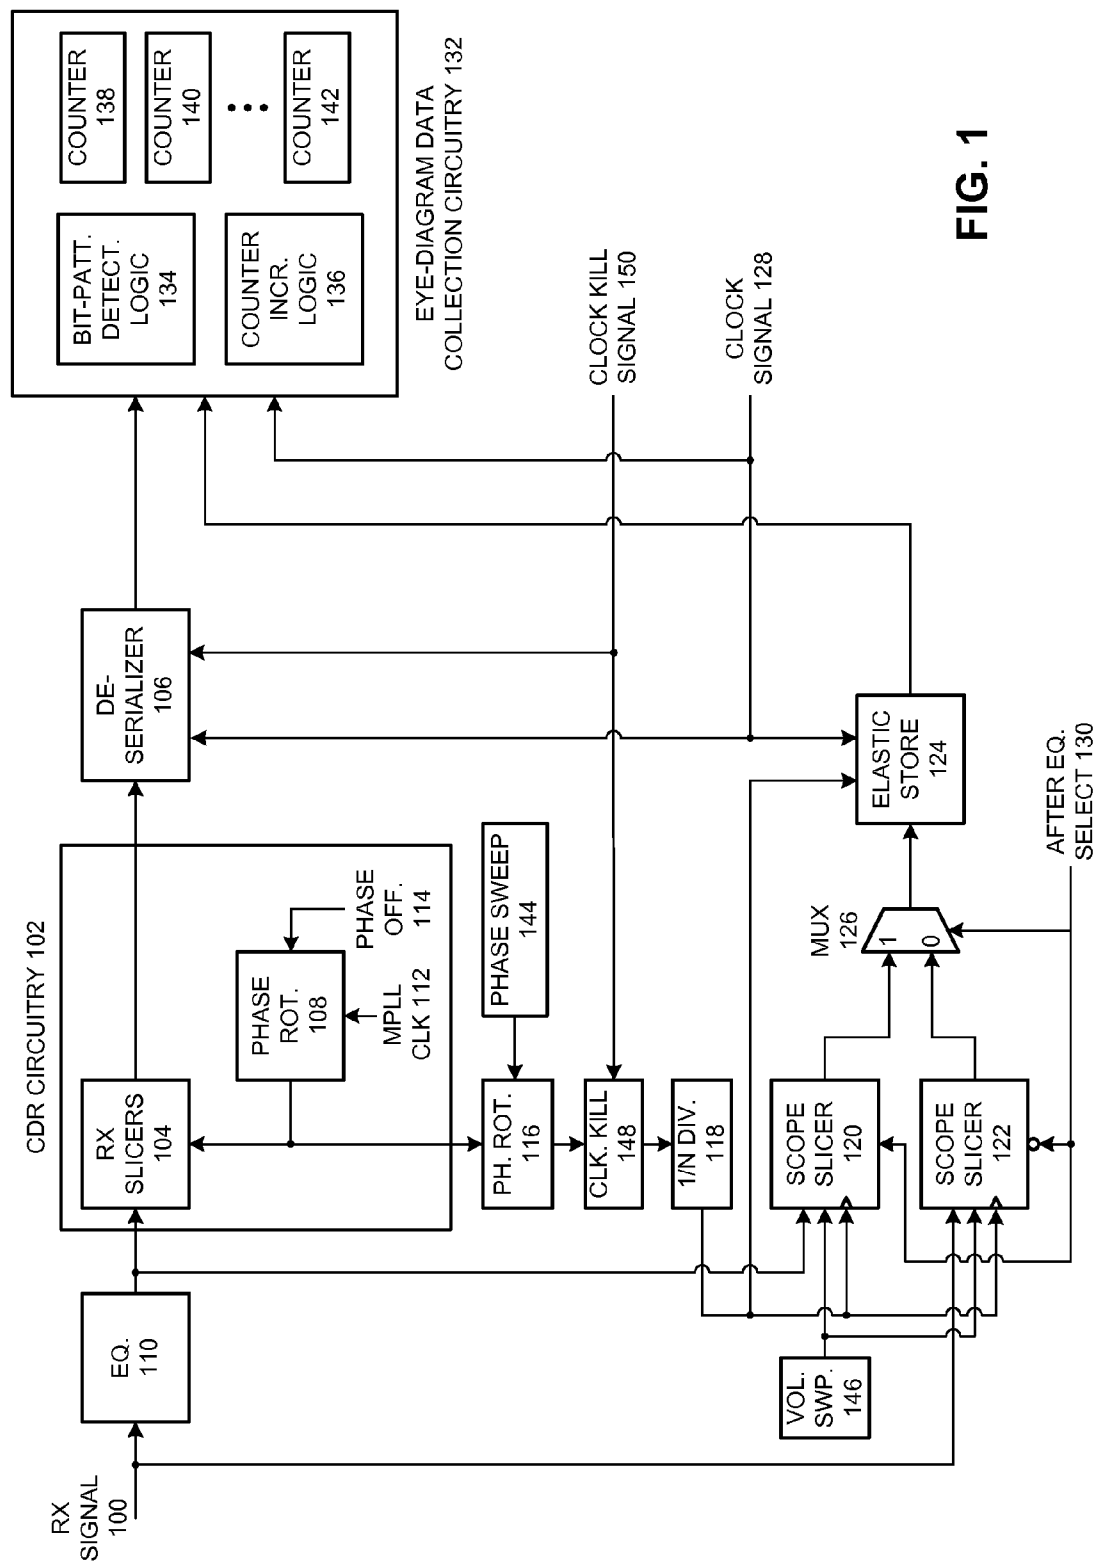 RX
SIGNAL
100
EQ.
110
CDR CIRCUITRY 102
RX
SLICERS
104
PHASE
ROT.
108
PHASE
OFF.
114
MPLL
CLK 112
DE-
SERIALIZER
106
BIT-PATT.
DETECT.
LOGIC
134
COUNTER
INCR.
LOGIC
136
COUNTER
138
COUNTER
140
COUNTER
142
EYE-DIAGRAM DATA
COLLECTION CIRCUITRY 132
PH. ROT.
116
PHASE SWEEP
144
CLK. KILL
148
1/N DIV.
118
CLOCK KILL
SIGNAL 150
CLOCK
SIGNAL 128
VOL.
SWP.
146
SCOPE
SLICER
120
SCOPE
SLICER
122
MUX
126
1
0
ELASTIC
STORE
124
AFTER EQ.
SELECT 130
FIG. 1